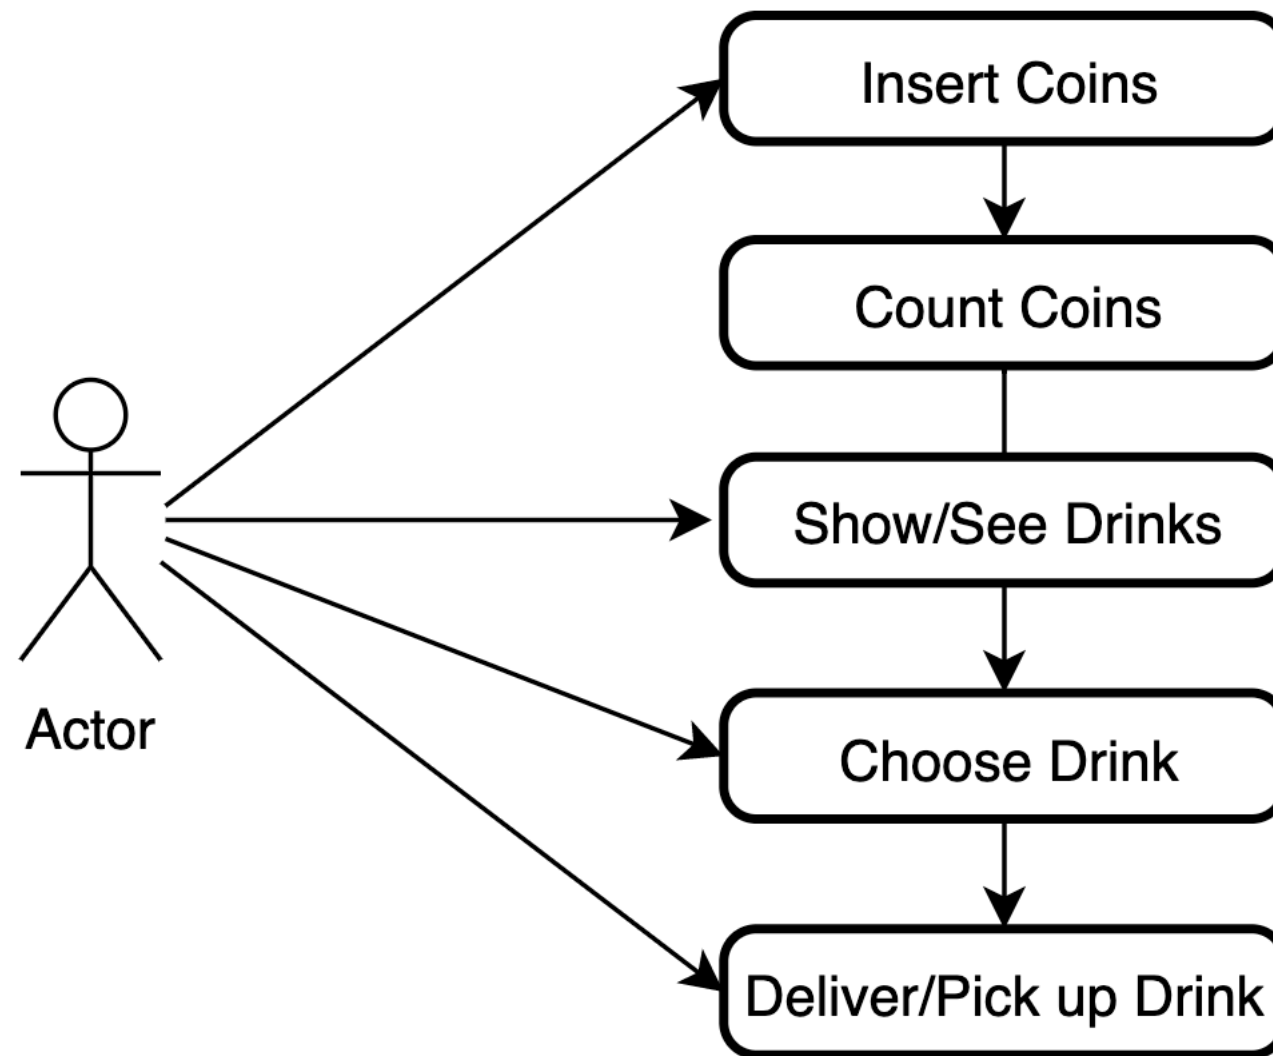 Insert Coins
Count Coins
Show/See Drinks
Choose Drink
Actor
Deliver/Pick up Drink